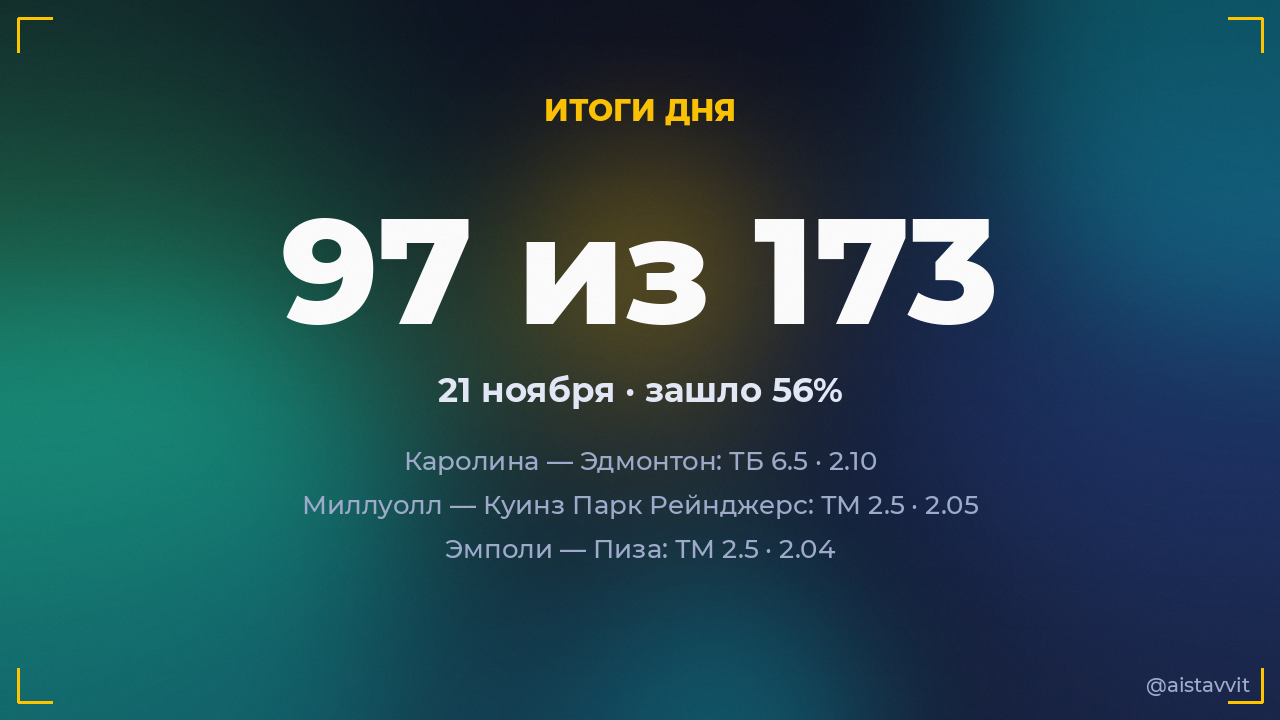 ИТОГИ ДНЯ
97 из 173
21 ноября · зашло 56%
Каролина — Эдмонтон: ТБ 6.5 · 2.10
Миллуолл — Куинз Парк Рейнджерс: ТМ 2.5 · 2.05
Эмполи — Пиза: ТМ 2.5 · 2.04
@aistavvit